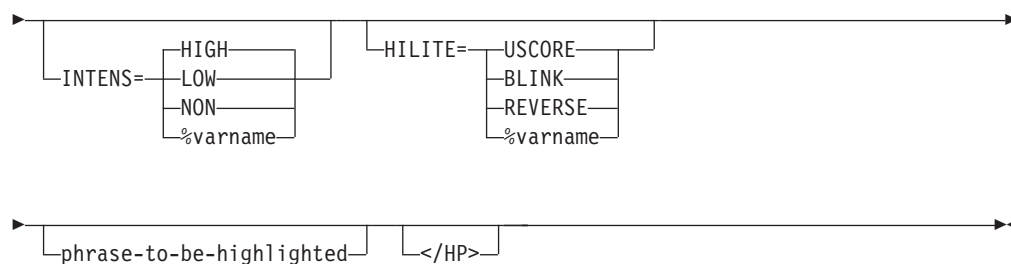 HIGH HILITE= USCORE
INTENS= LOW BLINK
NON REVERSE
%varname %varname
phrase-to-be-highlighted </HP>